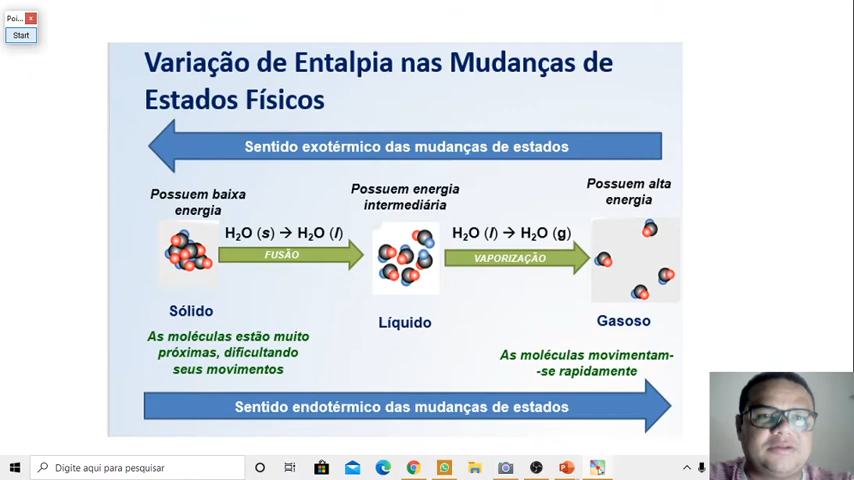 Poi...
x
Start
Variação de Entalpia nas Mudanças de
Estados Físicos
Sentido exotérmico das mudanças de estados
Possuem baixa
energia
Possuem energia
intermediária
Possuem alta
energia
H₂O (s) → H₂O (l)
FUSÃO
H₂O (l) → H₂O (g)
VAPORIZAÇÃO
Sólido
Líquido
Gasoso
As moléculas estão muito
próximas, dificultando
seus movimentos
As moléculas movimentam-
-se rapidamente
Sentido endotérmico das mudanças de estados
Digite aqui para pesquisar